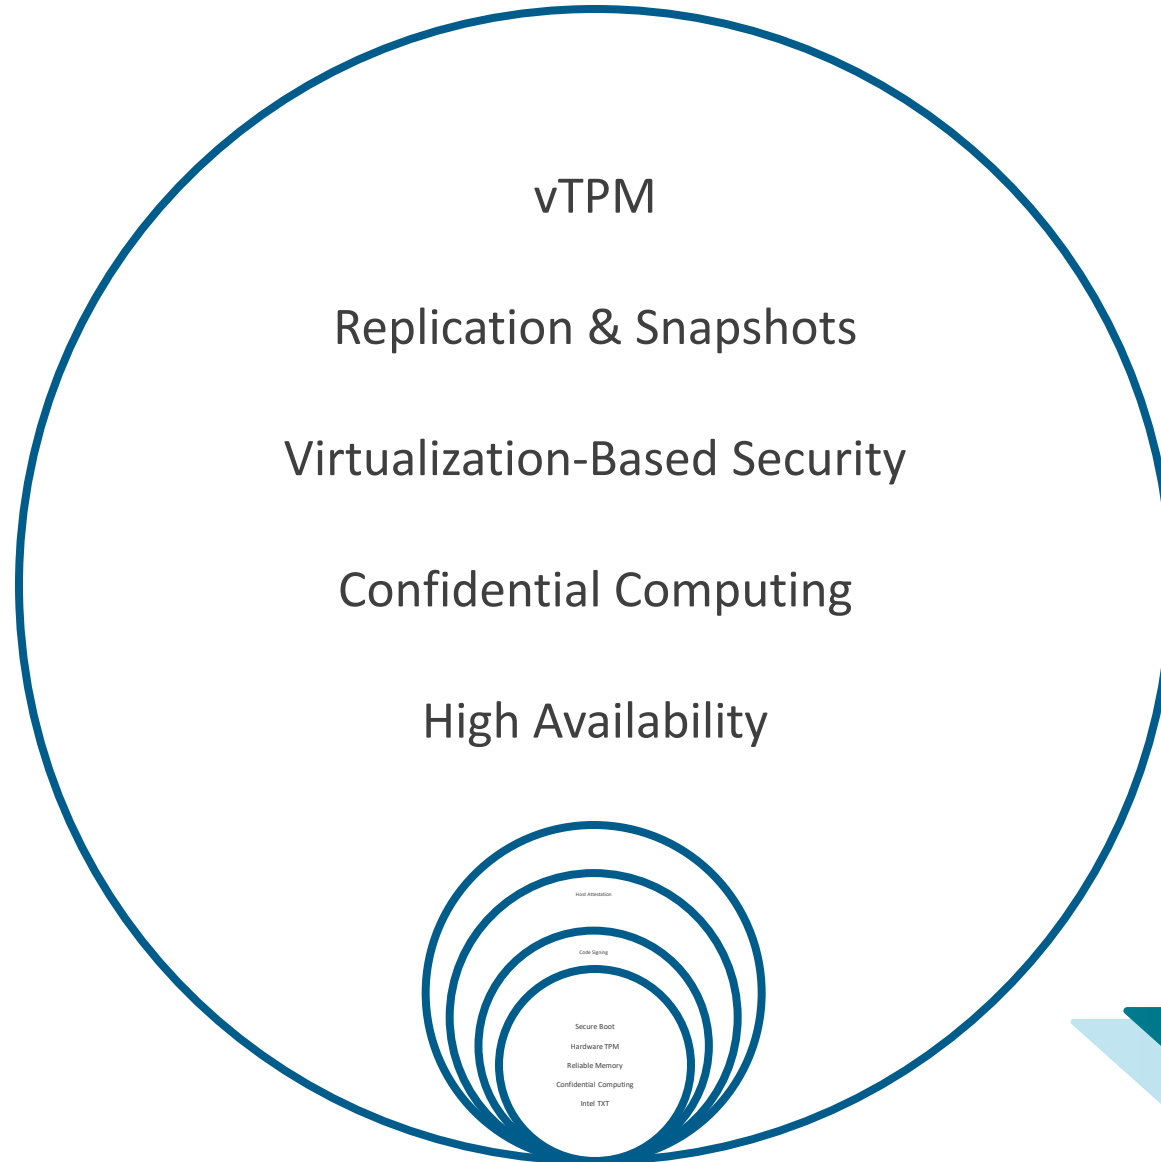 vTPM
Replication & Snapshots
Virtualization-Based Security
Confidential Computing
High Availability
Host Attestation
Code Signing
Secure Boot
Hardware TPM
Reliable Memory
Confidential Computing
Intel TXT